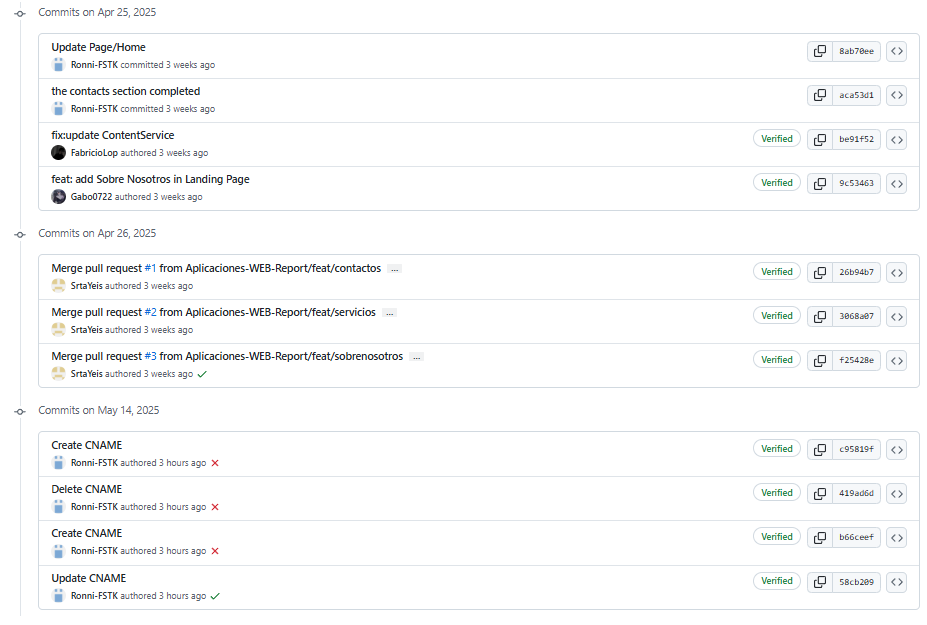 Commits on Apr 25, 2025
Update Page/Home
Ronni-FSTK committed 3 weeks ago
8ab70ee
the contacts section completed
Ronni-FSTK committed 3 weeks ago
aca53d1
fix:update ContentService
FabricioLop authored 3 weeks ago
Verified
be91f52
feat: add Sobre Nosotros in Landing Page
Gabo0722 authored 3 weeks ago
Verified
9c53463
Commits on Apr 26, 2025
Merge pull request #1 from Aplicaciones-WEB-Report/feat/contactos ...
SrtaYeis authored 3 weeks ago
Verified
26b94b7
Merge pull request #2 from Aplicaciones-WEB-Report/feat/servicios ...
SrtaYeis authored 3 weeks ago
Verified
3068a07
Merge pull request #3 from Aplicaciones-WEB-Report/feat/sobrenosotros ...
SrtaYeis authored 3 weeks ago
Verified
f25428e
Commits on May 14, 2025
Create CNAME
Ronni-FSTK authored 3 hours ago
Verified
c95819f
Delete CNAME
Ronni-FSTK authored 3 hours ago
Verified
419ad6d
Create CNAME
Ronni-FSTK authored 3 hours ago
Verified
b66ceef
Update CNAME
Ronni-FSTK authored 3 hours ago
Verified
58cb209